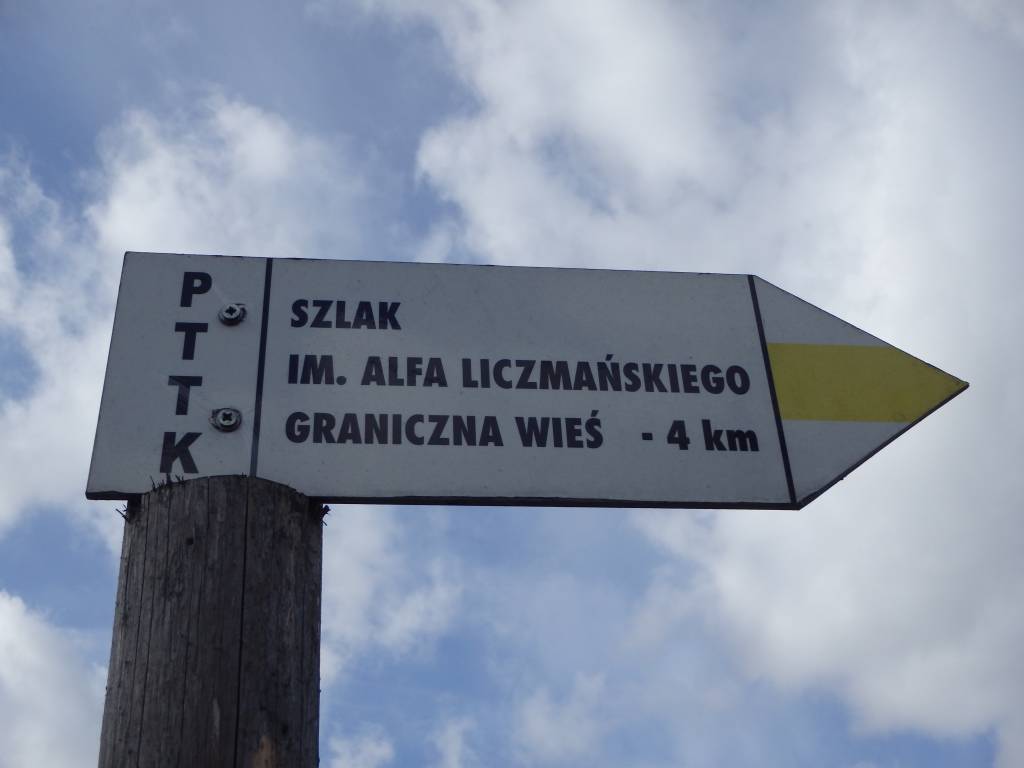 PTTK
SZLAK
IM. ALFA LICZMAŃSKIEGO
GRANICZNA WIEŚ - 4 km